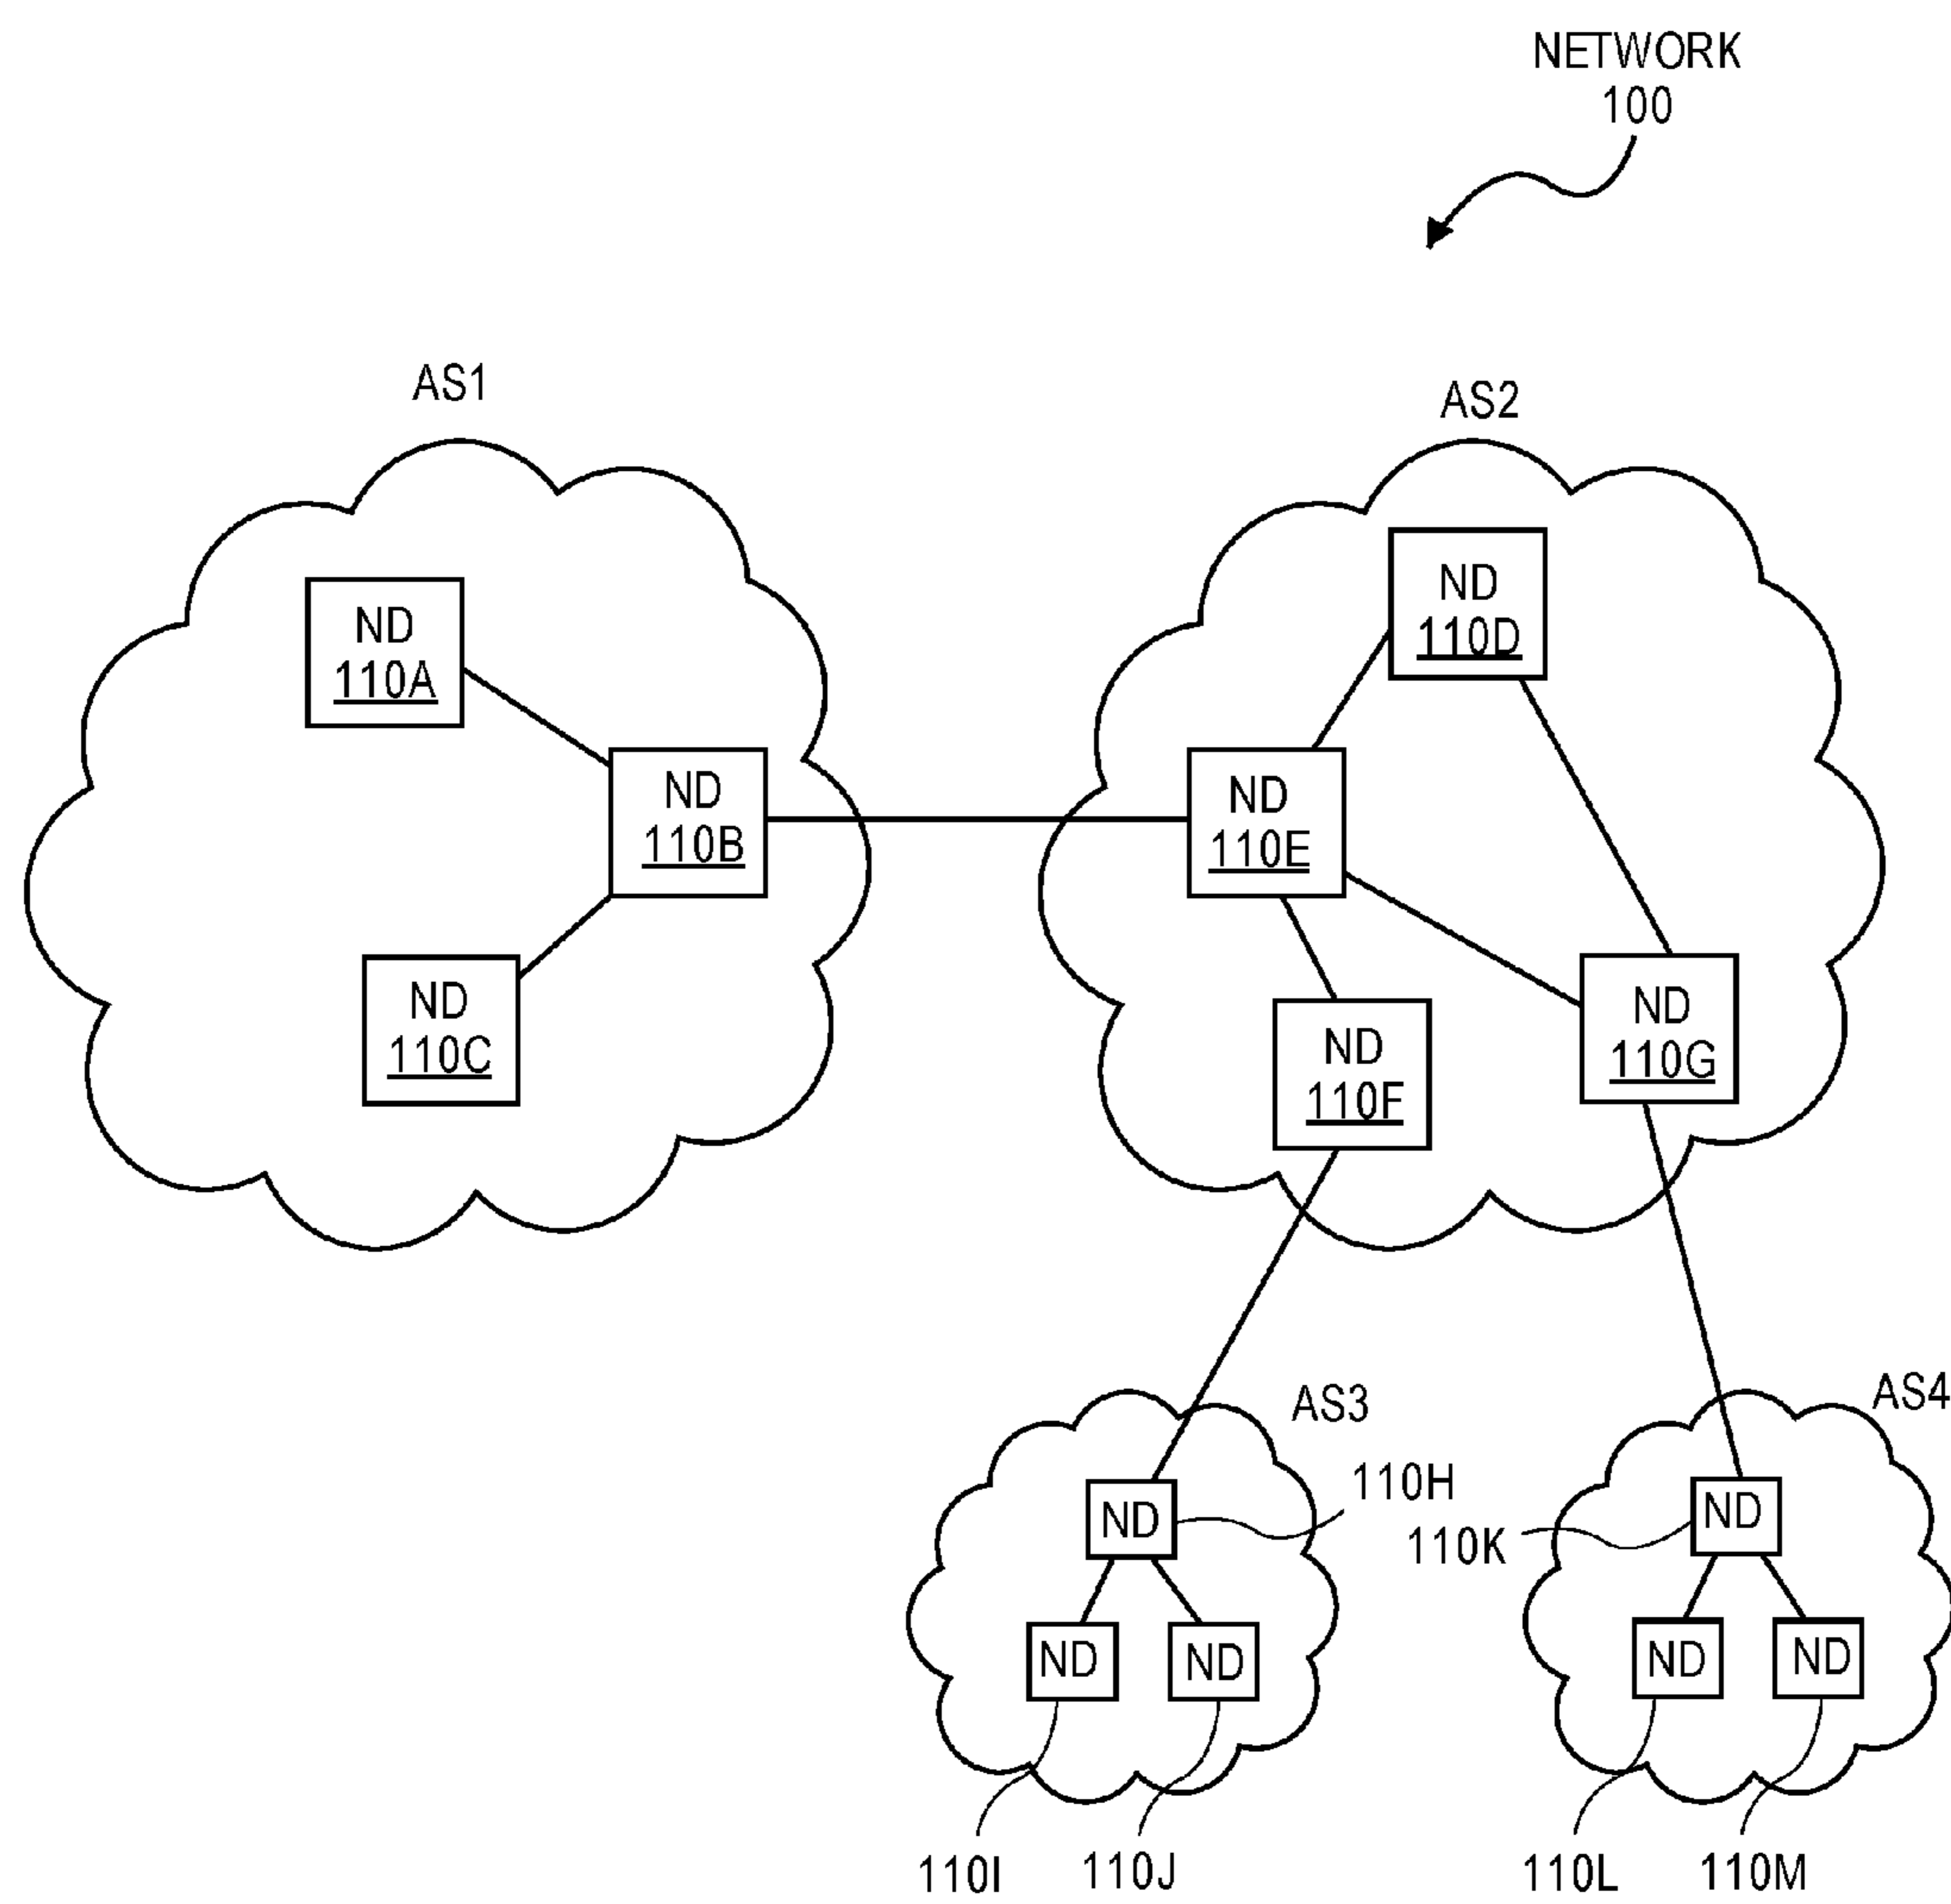 NETWORK
100
AS1
AS2
ND
110A
ND
110B
ND
110C
ND
110D
ND
110E
ND
110F
ND
110G
AS3
AS4
ND
110H
110K
ND
ND
ND
ND
ND
110I
110J
110L
110M